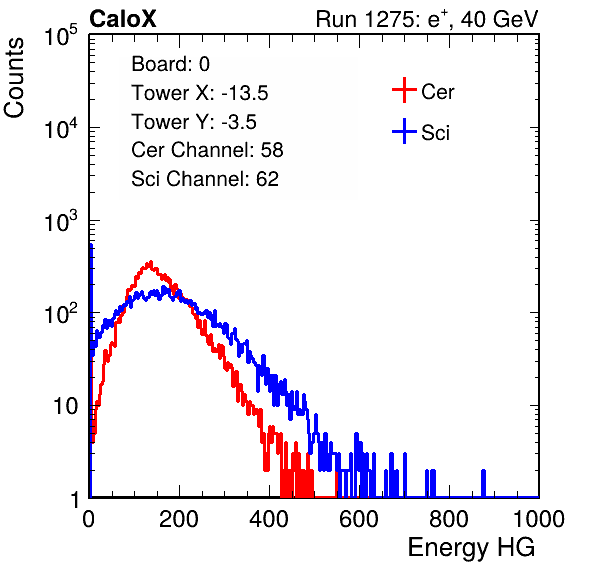 CaloX Run 1275: e⁺, 40 GeV
Counts
Board: 0
Tower X: -13.5
Tower Y: -3.5
Cer Channel: 58
Sci Channel: 62
Cer
Sci
10⁵
10⁴
10³
10²
10
1
0 200 400 600 800 1000
Energy HG